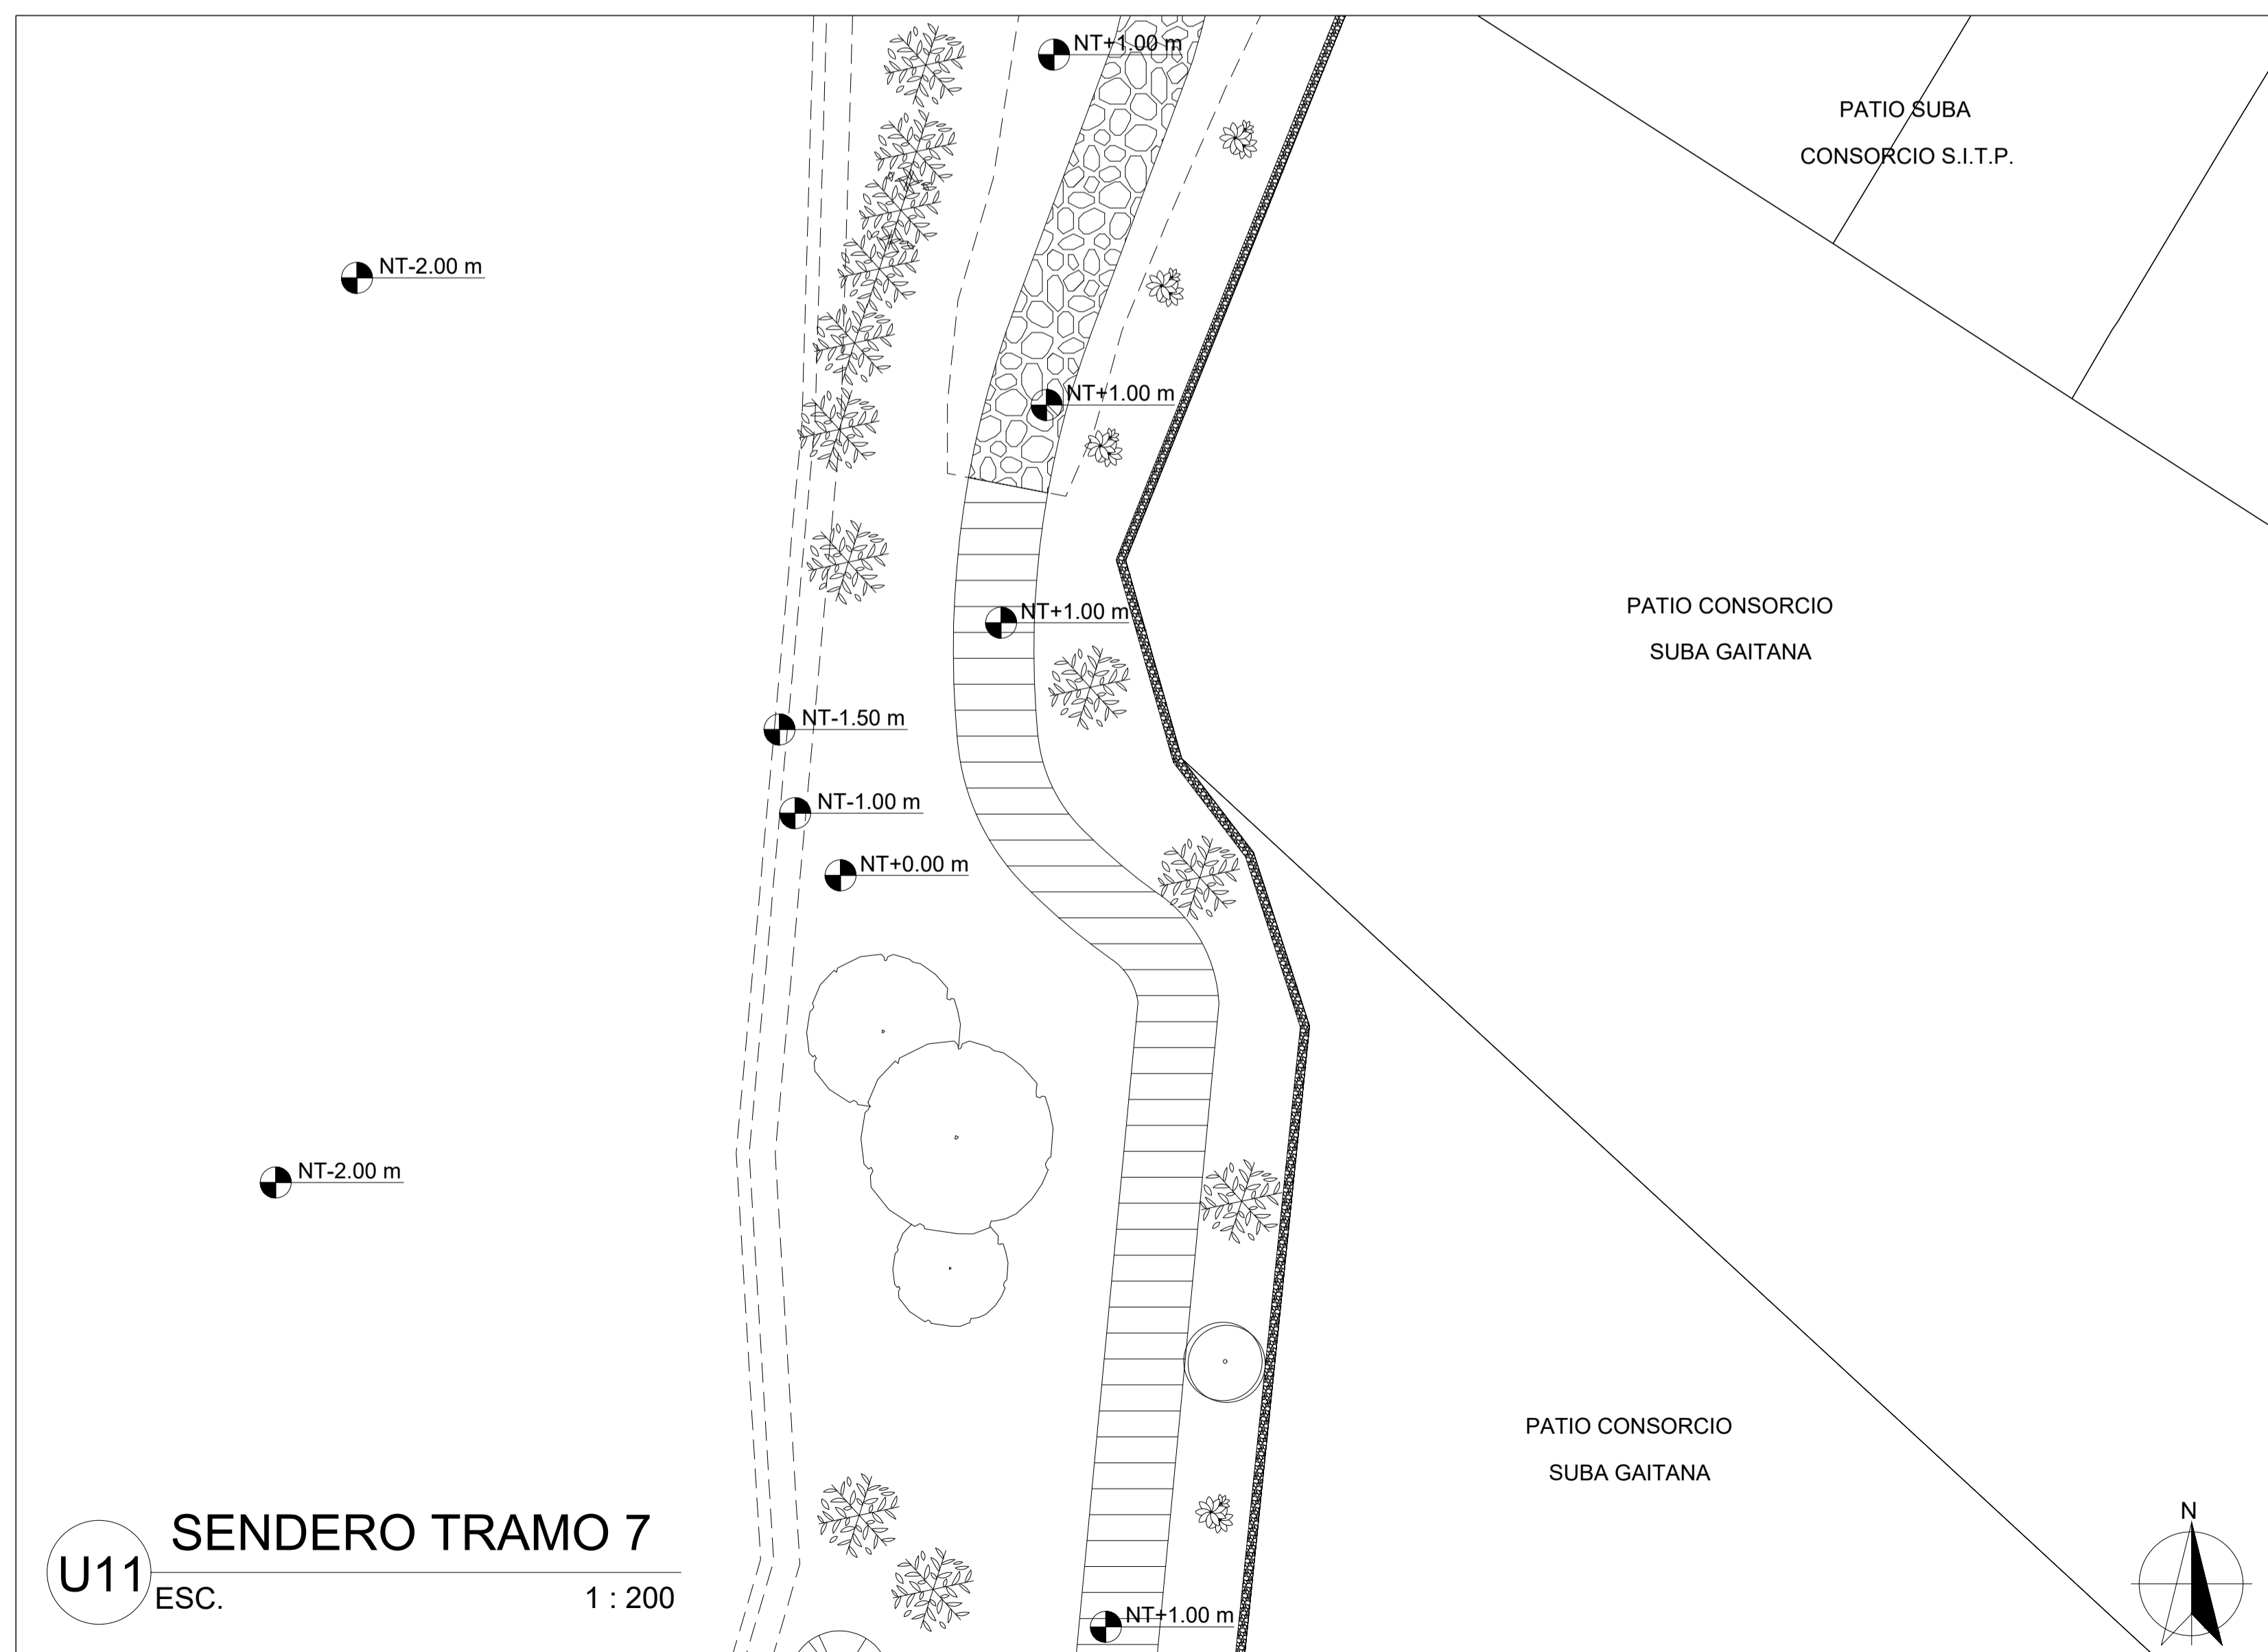 NT+1.00 m
PATIO SUBA
CONSORCIO S.I.T.P.
NT-2.00 m
NT+1.00 m
PATIO CONSORCIO
SUBA GAITANA
NT+1.00 m
NT-1.50 m
NT-1.00 m
NT+0.00 m
NT-2.00 m
PATIO CONSORCIO
SUBA GAITANA
N
SENDERO TRAMO 7
U11
ESC.
1 : 200
NT+1.00 m